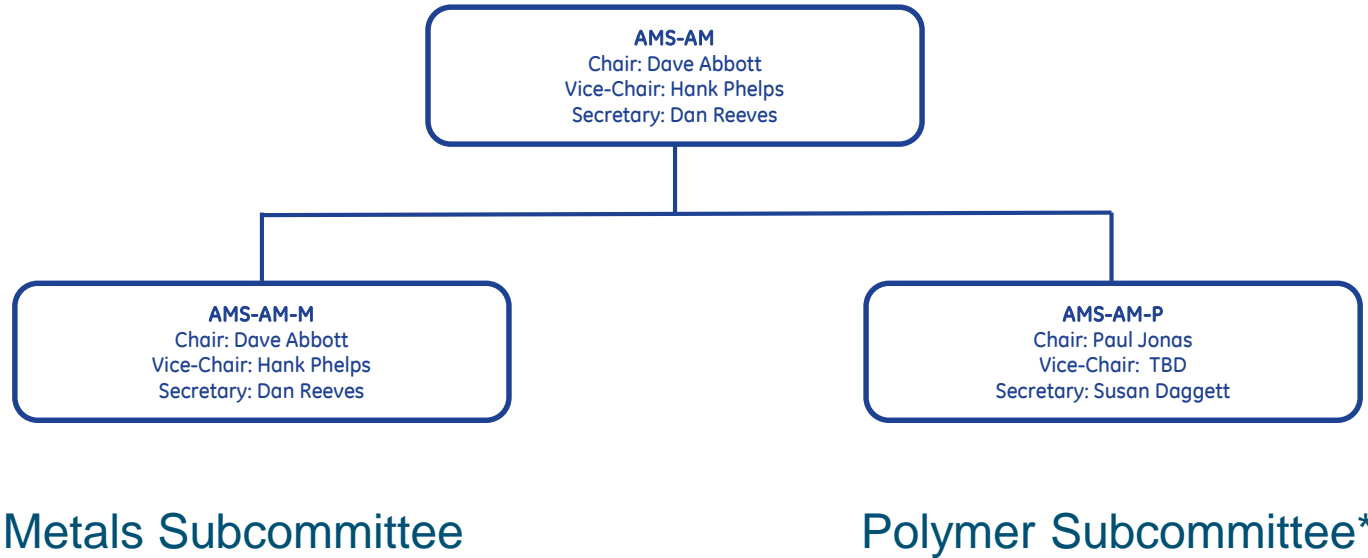 AMS-AM
Chair: Dave Abbott
Vice-Chair: Hank Phelps
Secretary: Dan Reeves
AMS-AM-M
Chair: Dave Abbott
Vice-Chair: Hank Phelps
Secretary: Dan Reeves
AMS-AM-P
Chair: Paul Jonas
Vice-Chair: TBD
Secretary: Susan Daggett
Metals Subcommittee
Polymer Subcommittee*